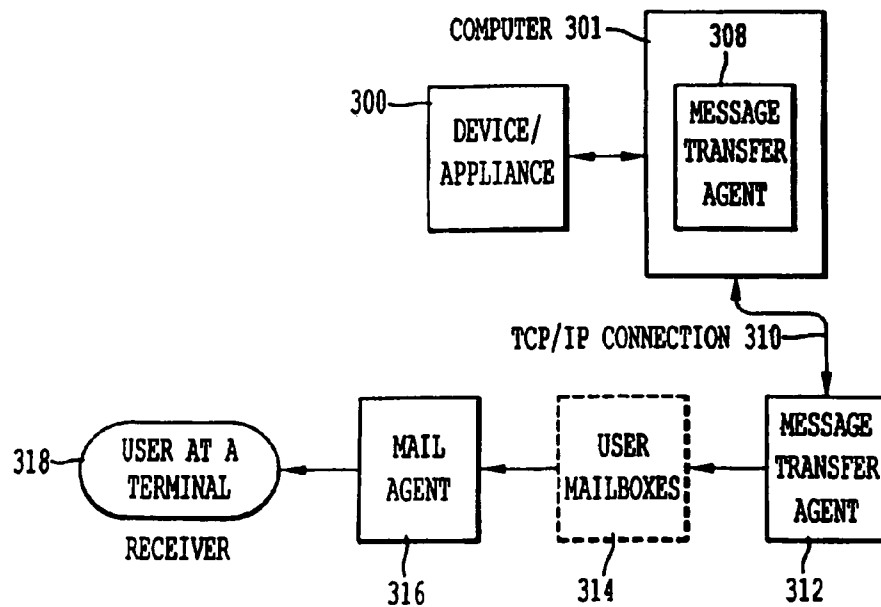 COMPUTER 301
308
300
DEVICE/
APPLIANCE
MESSAGE
TRANSFER
AGENT
TCP/IP CONNECTION 310
318
USER AT A
TERMINAL
RECEIVER
MAIL
AGENT
316
USER
MAILBOXES
314
MESSAGE
TRANSFER
AGENT
312